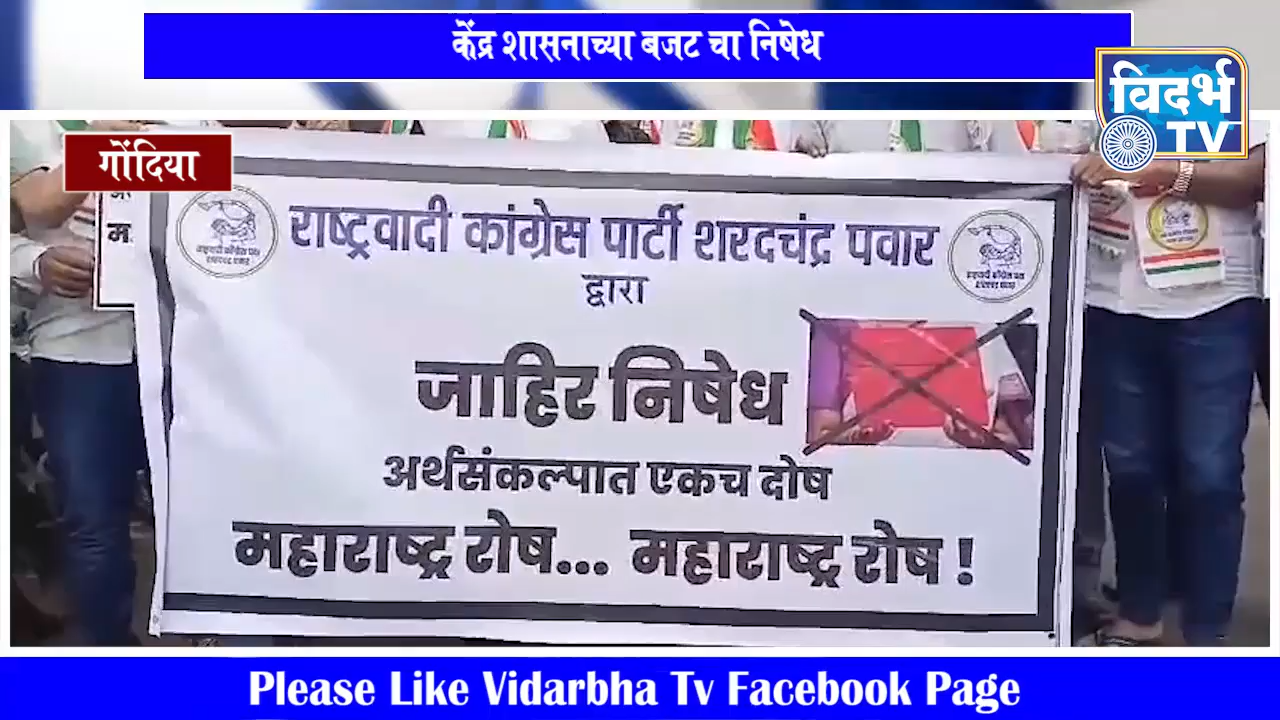 केंद्र शासनाच्या बजट चा निषेध
विदर्भ
TV
गोंदिया
राष्ट्रवादी कांग्रेस पार्टी शरदचंद्र पवार
द्वारा
जाहिर निषेध
अर्थसंकल्पात एकच दोष
महाराष्ट्र रोष... महाराष्ट्र रोष !
Please Like Vidarbha Tv Facebook Page